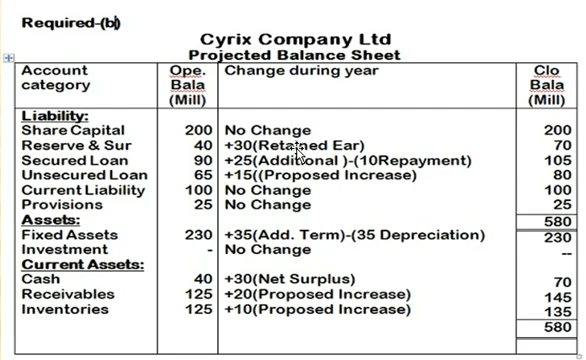 Required-(b)
Cyrix Company Ltd
Projected Balance Sheet
Account category Ope. Bala (Mill) Change during year Clo Bala (Mill)
Liability:
Share Capital 200 No Change 200
Reserve & Sur 40 +30(Retained Ear) 70
Secured Loan 90 +25(Additional )-(10Repayment) 105
Unsecured Loan 65 +15((Proposed Increase) 80
Current Liability 100 No Change 100
Provisions 25 No Change 25
Assets: 580
Fixed Assets 230 +35(Add. Term)-(35 Depreciation) 230
Investment - No Change --
Current Assets:
Cash 40 +30(Net Surplus) 70
Receivables 125 +20(Proposed Increase) 145
Inventories 125 +10(Proposed Increase) 135
580